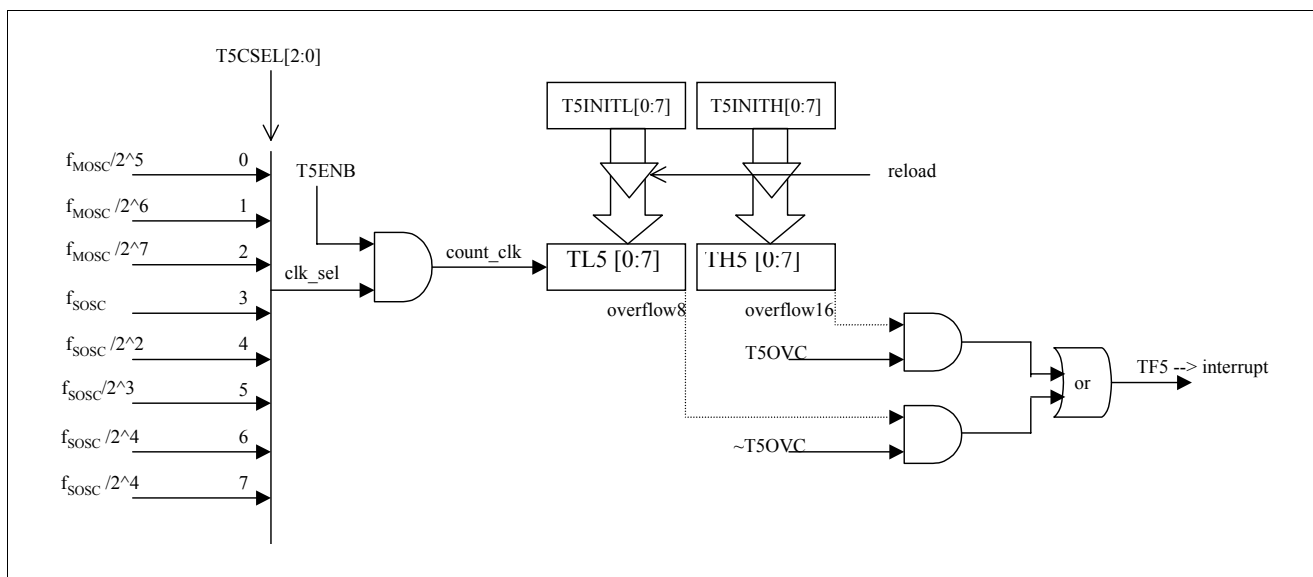 T5CSEL[2:0]
T5INITL[0:7]
T5INITH[0:7]
fMOSC/2^5 0
T5ENB
reload
fMOSC /2^6 1
fMOSC /2^7 2
clk_sel
count_clk
TL5 [0:7]
TH5 [0:7]
fSOSC 3
overflow8
overflow16
fSOSC /2^2 4
T5OVC
or
TF5 --> interrupt
fSOSC/2^3 5
fSOSC /2^4 6
~T5OVC
fSOSC /2^4 7